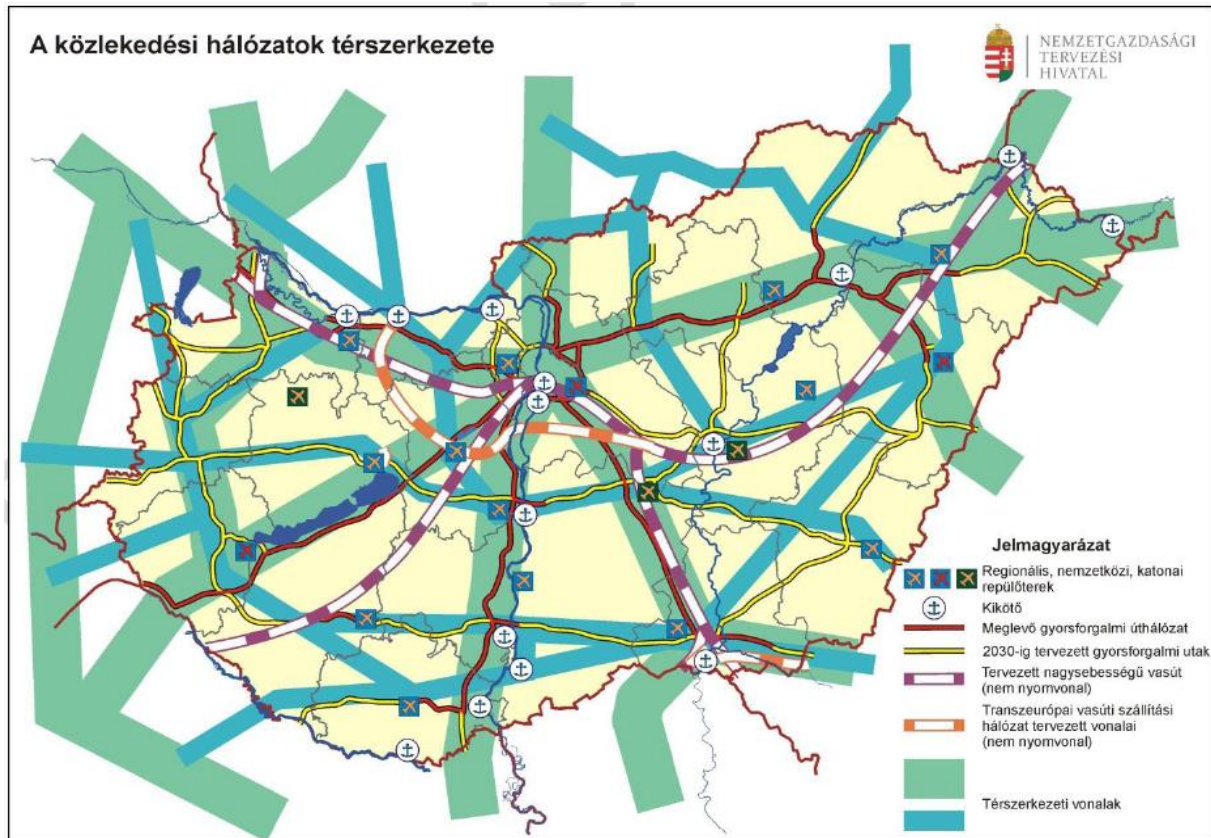 A közlekedési hálózatok térszerkezete
NEMZETGAZDASÁGI
TERVEZÉSI
HIVATAL
Jelmagyarázat
Regionális, nemzetközi, katonai
repülőterek
Kikötő
Meglevő gyorsforgalmi úthálózat
2030-ig tervezett gyorsforgalmi utak
Tervezett nagysebességű vasút
(nem nyomvonal)
Transzeurópai vasúti szállítási
hálózat tervezett vonalai
(nem nyomvonal)
Térszerkezeti vonalak